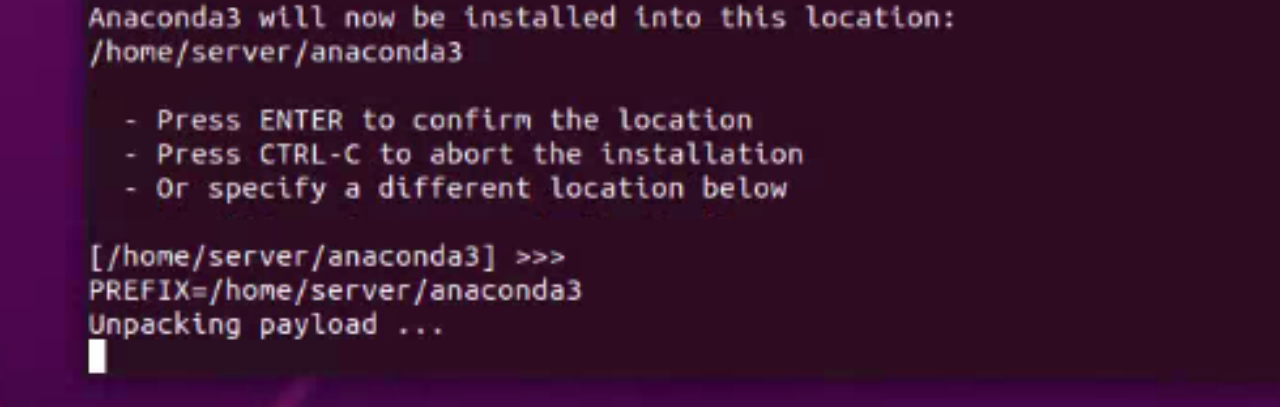 Anaconda3 will now be installed into this location:
/home/server/anaconda3
- Press ENTER to confirm the location
- Press CTRL-C to abort the installation
- Or specify a different location below
[/home/server/anaconda3] >>>
PREFIX=/home/server/anaconda3
Unpacking payload ...